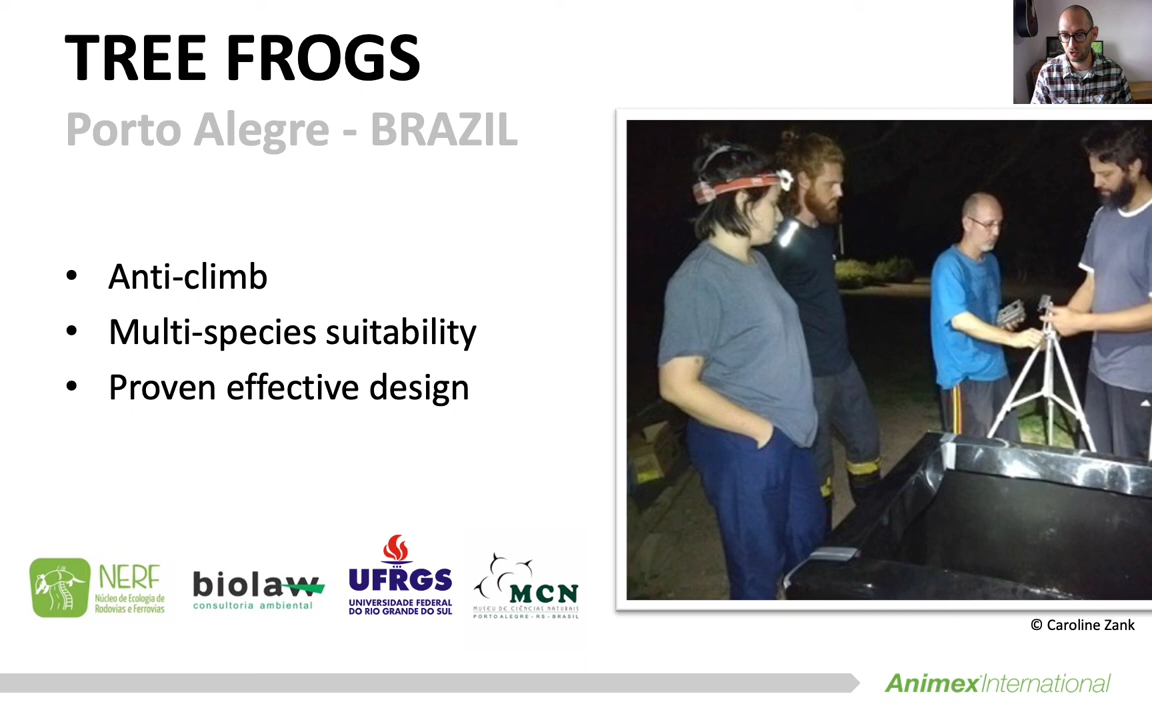 TREE FROGS
Porto Alegre - BRAZIL
• Anti-climb
• Multi-species suitability
• Proven effective design
NERF
Núcleo de Ecologia de
Rodovias e Ferrovias
biolaw
consultoria ambiental
UFRGS
UNIVERSIDADE FEDERAL
DO RIO GRANDE DO SUL
MCN
MUSEU DE CIÊNCIAS NATURAIS
PORTO ALEGRE - RS - BRASIL
© Caroline Zank
Animex International